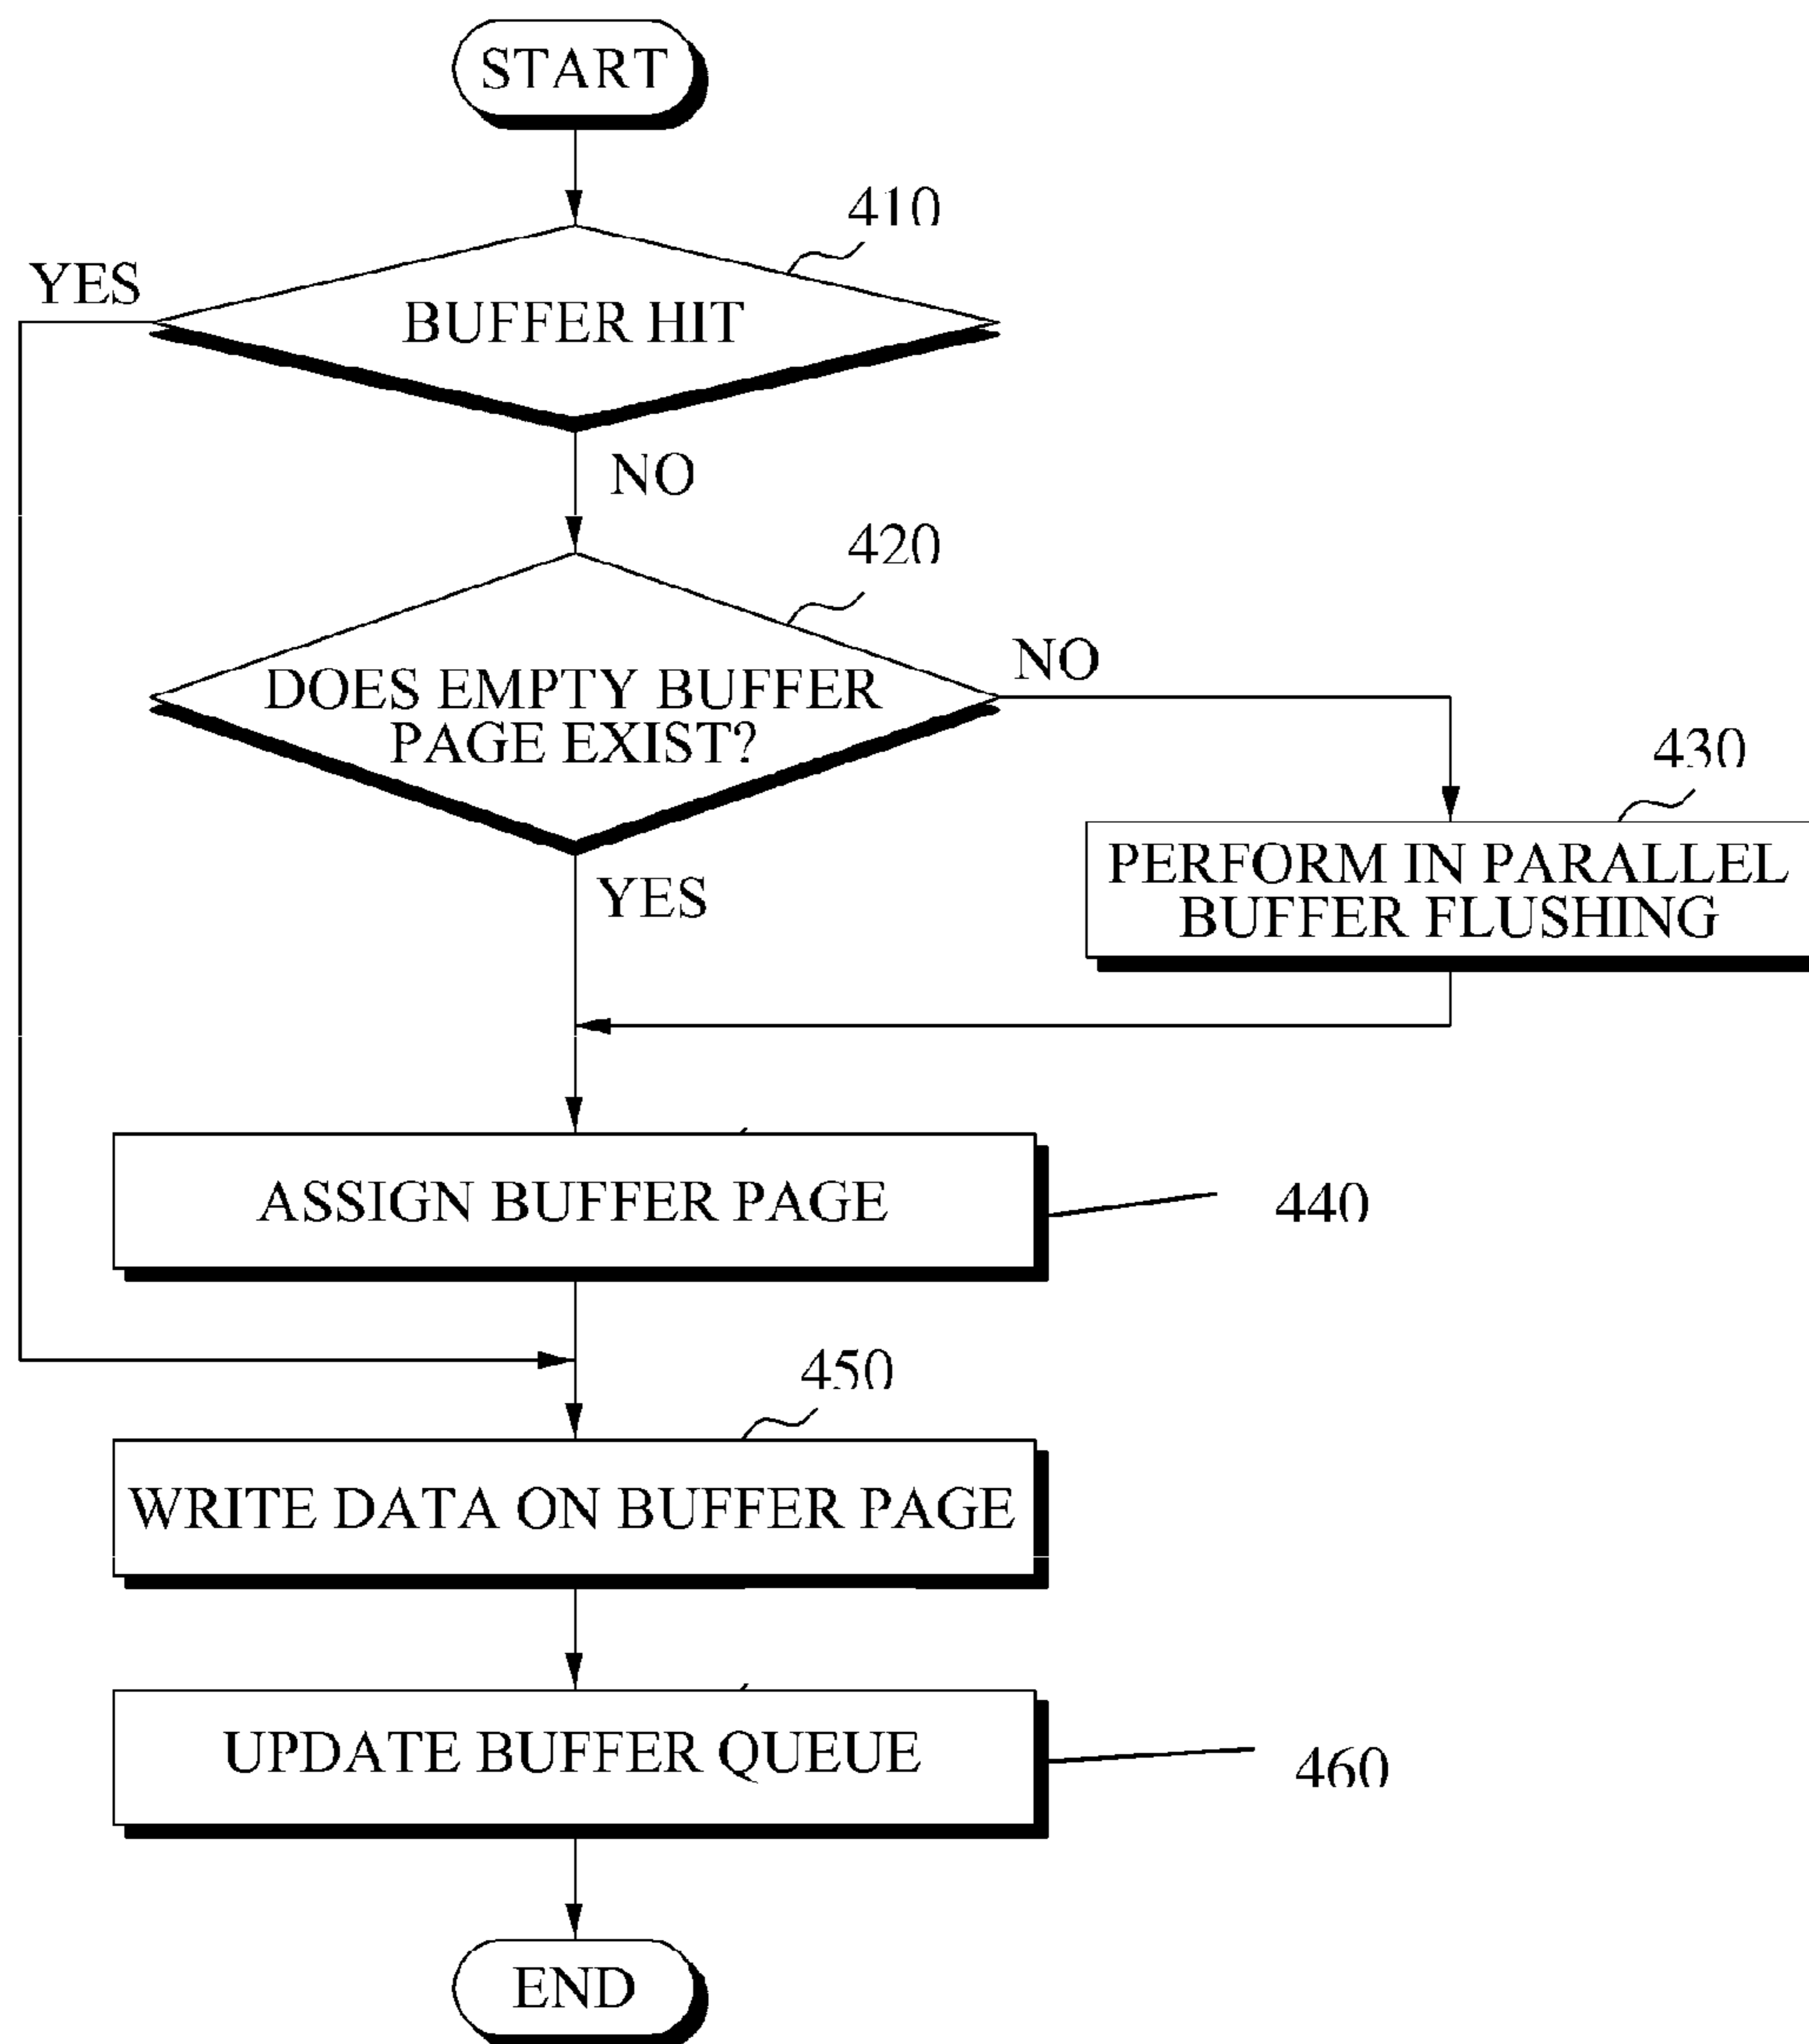 START
410
YES
BUFFER HIT
NO
420
NO
DOES EMPTY BUFFER
PAGE EXIST?
430
PERFORM IN PARALLEL
BUFFER FLUSHING
YES
ASSIGN BUFFER PAGE
440
450
WRITE DATA ON BUFFER PAGE
UPDATE BUFFER QUEUE
460
END